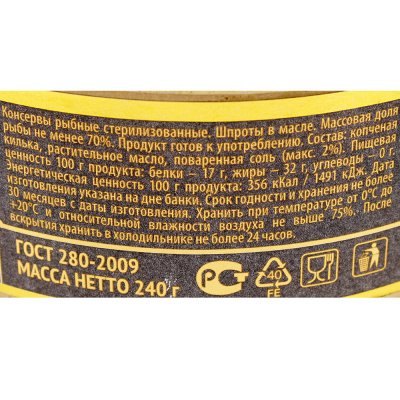 Консервы рыбные стерилизованные. Шпроты в масле. Массовая доля
рыбы не менее 70%. Продукт готов к употреблению. Состав: копченая
килька, растительное масло, поваренная соль (макс. 2%). Пищевая
ценность 100 г продукта: белки – 17 г, жиры – 32 г, углеводы – 0 г.
Энергетическая ценность 100 г продукта: 356 кКал / 1491 кДж. Дата
изготовления указана на дне банки. Срок годности и хранения не более
30 месяцев с даты изготовления. Хранить при температуре от 0°С до
+20°С и относительной влажности воздуха не выше 75%. После
вскрытия хранить в холодильнике не более 24 часов.
ГОСТ 280-2009
МАССА НЕТТО 240 г
РСТ
40
FE